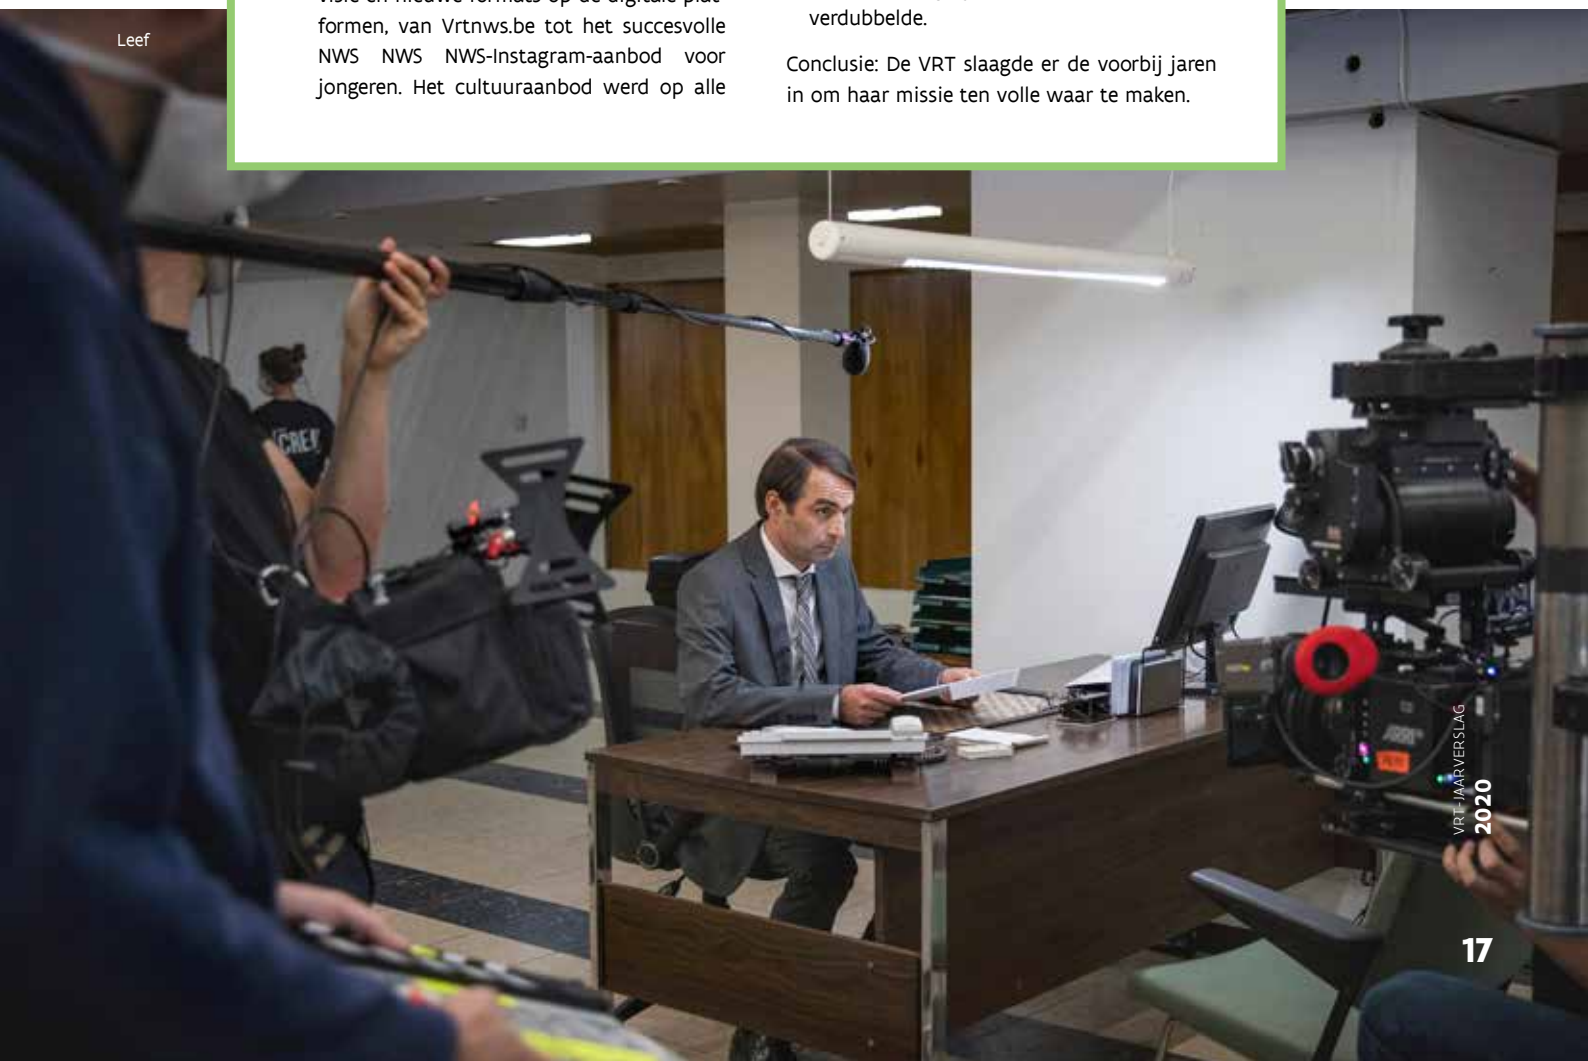 Leef
formen, van Vrtnws.be tot het succesvolle
NWS NWS NWS-Instagram-aanbod voor
jongeren. Het cultuuraanbod werd op alle
verdubbelde.
Conclusie: De VRT slaagde er de voorbij jaren
in om haar missie ten volle waar te maken.
CREW
VRT-JAARVERSLAG
2020
17